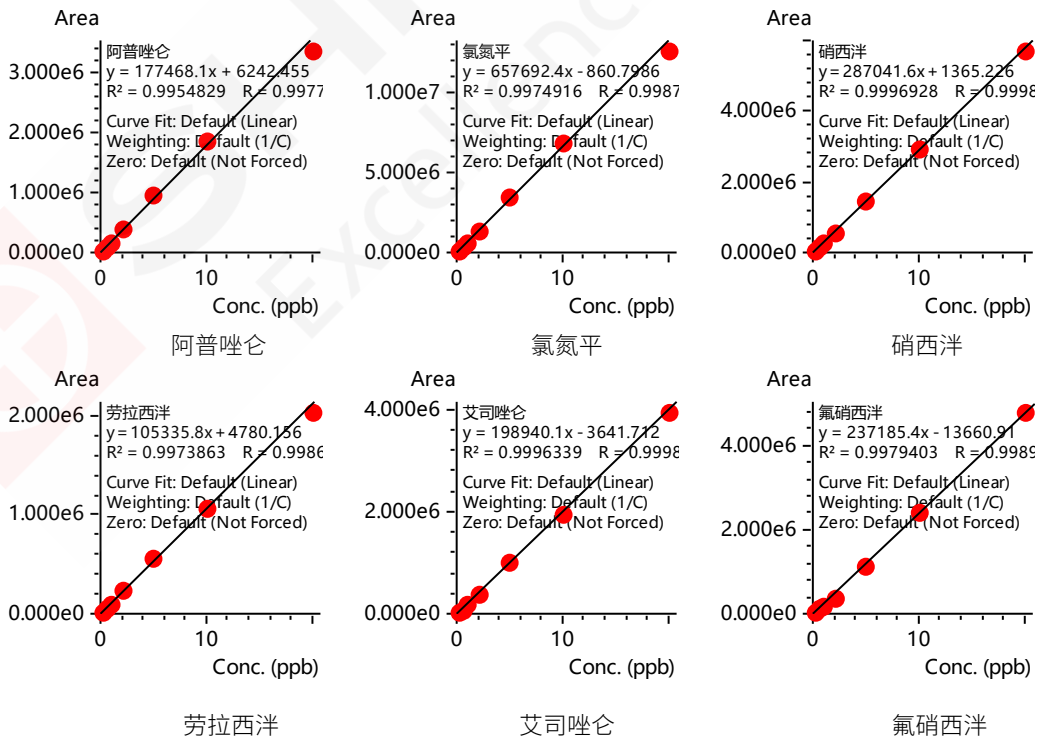 Area
阿普唑仑
y = 177468.1x + 6242.455
R² = 0.9954829 R = 0.9977
Curve Fit: Default (Linear)
Weighting: Default (1/C)
Zero: Default (Not Forced)
3.000e6
2.000e6
1.000e6
0.000e0
0
10
Conc. (ppb)
阿普唑仑
Area
氯氮平
y = 657692.4x - 860.7986
R² = 0.9974916 R = 0.9987
Curve Fit: Default (Linear)
Weighting: Default (1/C)
Zero: Default (Not Forced)
1.000e7
5.000e6
0.000e0
0
10
Conc. (ppb)
氯氮平
Area
硝西泮
y = 287041.6x + 1365.226
R² = 0.9996928 R = 0.9998
Curve Fit: Default (Linear)
Weighting: Default (1/C)
Zero: Default (Not Forced)
4.000e6
2.000e6
0.000e0
0
10
Conc. (ppb)
硝西泮
Area
劳拉西泮
y = 105335.8x + 4780.156
R² = 0.9973863 R = 0.9986
Curve Fit: Default (Linear)
Weighting: Default (1/C)
Zero: Default (Not Forced)
2.000e6
1.000e6
0.000e0
0
10
Conc. (ppb)
劳拉西泮
Area
艾司唑仑
y = 198940.1x - 3641.712
R² = 0.9996339 R = 0.9998
Curve Fit: Default (Linear)
Weighting: Default (1/C)
Zero: Default (Not Forced)
4.000e6
2.000e6
0.000e0
0
10
Conc. (ppb)
艾司唑仑
Area
氟硝西泮
y = 237185.4x - 13660.91
R² = 0.9979403 R = 0.9989
Curve Fit: Default (Linear)
Weighting: Default (1/C)
Zero: Default (Not Forced)
4.000e6
2.000e6
0.000e0
0
10
Conc. (ppb)
氟硝西泮